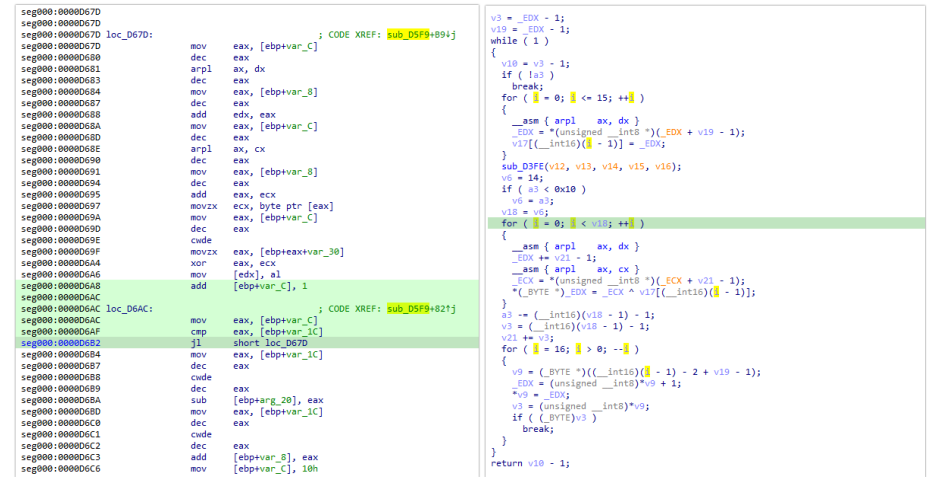 seg000:0000D67D
seg000:0000D67D
seg000:0000D67D loc_D67D: ; CODE XREF: sub_D5F9+B9↓j
seg000:0000D67D mov eax, [ebp+var_C]
seg000:0000D680 dec eax
seg000:0000D681 arpl ax, dx
seg000:0000D683 dec eax
seg000:0000D684 mov eax, [ebp+var_8]
seg000:0000D687 dec eax
seg000:0000D688 add edx, eax
seg000:0000D68A mov eax, [ebp+var_C]
seg000:0000D68D dec eax
seg000:0000D68E arpl ax, cx
seg000:0000D690 dec eax
seg000:0000D691 mov eax, [ebp+var_8]
seg000:0000D694 dec eax
seg000:0000D695 add eax, ecx
seg000:0000D697 movzx ecx, byte ptr [eax]
seg000:0000D69A mov eax, [ebp+var_C]
seg000:0000D69D dec eax
seg000:0000D69E cwde
seg000:0000D69F movzx eax, [ebp+eax+var_30]
seg000:0000D6A4 xor eax, ecx
seg000:0000D6A6 mov [edx], al
seg000:0000D6A8 add [ebp+var_C], 1
seg000:0000D6AC
seg000:0000D6AC loc_D6AC: ; CODE XREF: sub_D5F9+82↑j
seg000:0000D6AC mov eax, [ebp+var_C]
seg000:0000D6AF cmp eax, [ebp+var_1C]
seg000:0000D6B2 jl short loc_D67D
seg000:0000D6B4 mov eax, [ebp+var_1C]
seg000:0000D6B7 dec eax
seg000:0000D6B8 cwde
seg000:0000D6B9 dec eax
seg000:0000D6BA sub [ebp+arg_20], eax
seg000:0000D6BD mov eax, [ebp+var_1C]
seg000:0000D6C0 dec eax
seg000:0000D6C1 cwde
seg000:0000D6C2 dec eax
seg000:0000D6C3 add [ebp+var_8], eax
seg000:0000D6C6 mov [ebp+var_C], 10h
v3 = _EDX - 1;
v19 = _EDX - 1;
while ( 1 )
{
v10 = v3 - 1;
if ( !a3 )
break;
for ( i = 0; i <= 15; ++i )
{
__asm { arpl ax, dx }
_EDX = *(unsigned __int8 *)(_EDX + v19 - 1);
v17[(__int16)(i - 1)] = _EDX;
}
sub_D3FE(v12, v13, v14, v15, v16);
v6 = 14;
if ( a3 < 0x10 )
v6 = a3;
v18 = v6;
for ( i = 0; i < v18; ++i )
{
__asm { arpl ax, dx }
_EDX += v21 - 1;
__asm { arpl ax, cx }
_ECX = *(unsigned __int8 *)(_ECX + v21 - 1);
*(_BYTE *)_EDX = _ECX ^ v17[(__int16)(i - 1)];
}
a3 -= (__int16)(v18 - 1) - 1;
v3 = (__int16)(v18 - 1) - 1;
v21 += v3;
for ( i = 16; i > 0; --i )
{
v9 = (_BYTE *)((__int16)(i - 1) - 2 + v19 - 1);
_EDX = (unsigned __int8)*v9 + 1;
*v9 = _EDX;
v3 = (unsigned __int8)*v9;
if ( (_BYTE)v3 )
break;
}
}
return v10 - 1;